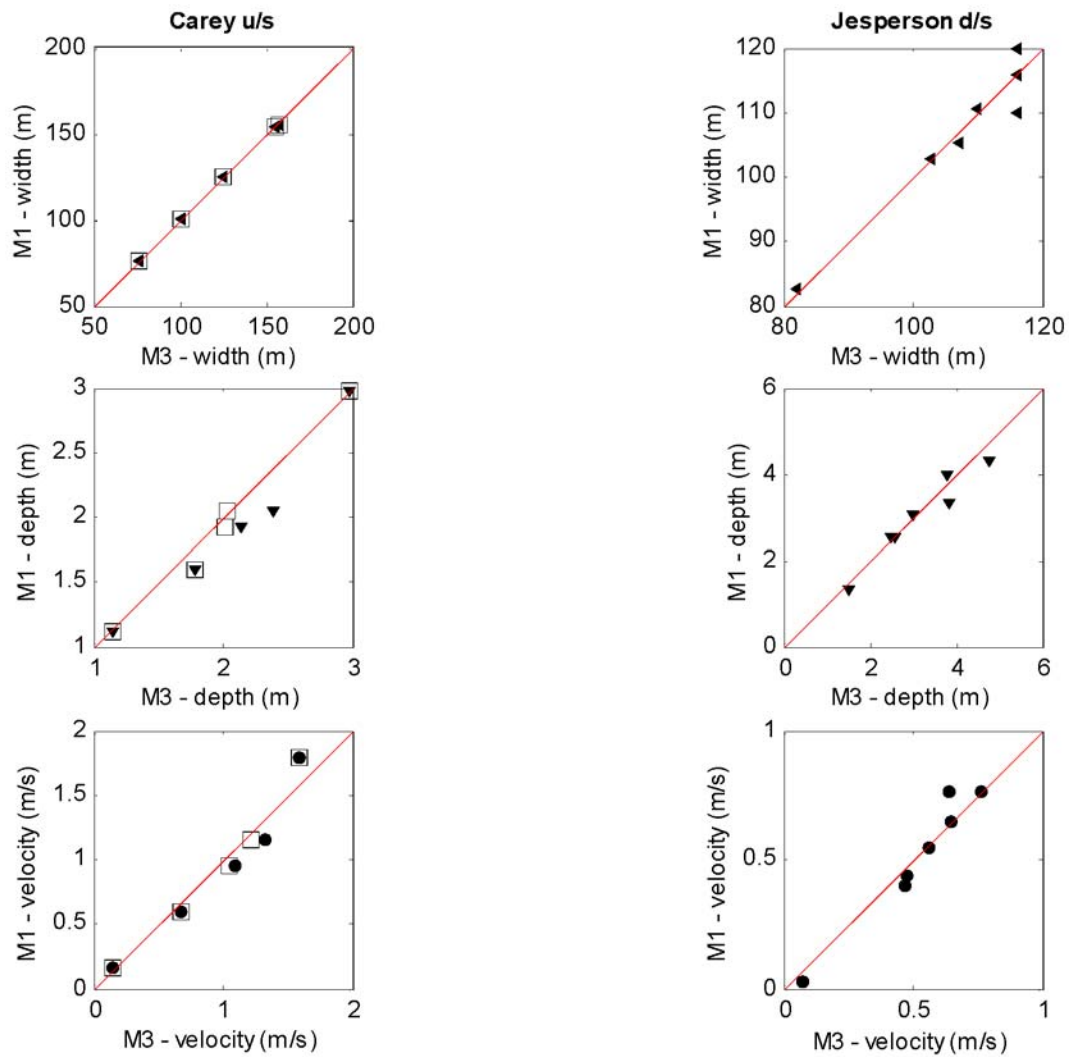 Carey u/s
200
150
100
50
M1 - width (m)
50 100 150 200
M3 - width (m)
Jesperson d/s
120
110
100
90
80
M1 - width (m)
80 100 120
M3 - width (m)
3
2.5
2
1.5
1
M1 - depth (m)
1 2 3
M3 - depth (m)
6
4
2
0
M1 - depth (m)
0 2 4 6
M3 - depth (m)
2
1.5
1
0.5
0
M1 - velocity (m/s)
0 1 2
M3 - velocity (m/s)
1
0.5
0
M1 - velocity (m/s)
0 0.5 1
M3 - velocity (m/s)